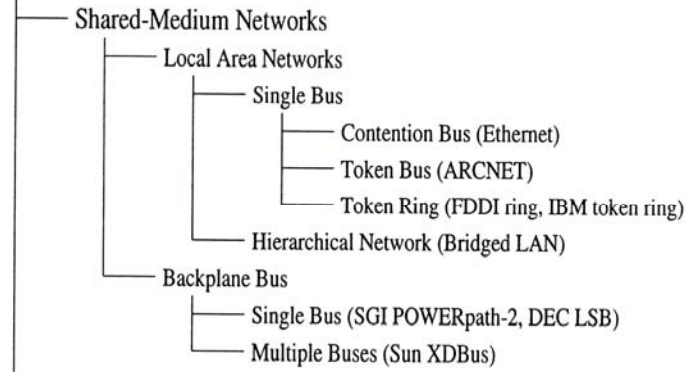 Shared-Medium Networks
Local Area Networks
Single Bus
Contention Bus (Ethernet)
Token Bus (ARCNET)
Token Ring (FDDI ring, IBM token ring)
Hierarchical Network (Bridged LAN)
Backplane Bus
Single Bus (SGI POWERpath-2, DEC LSB)
Multiple Buses (Sun XDBus)